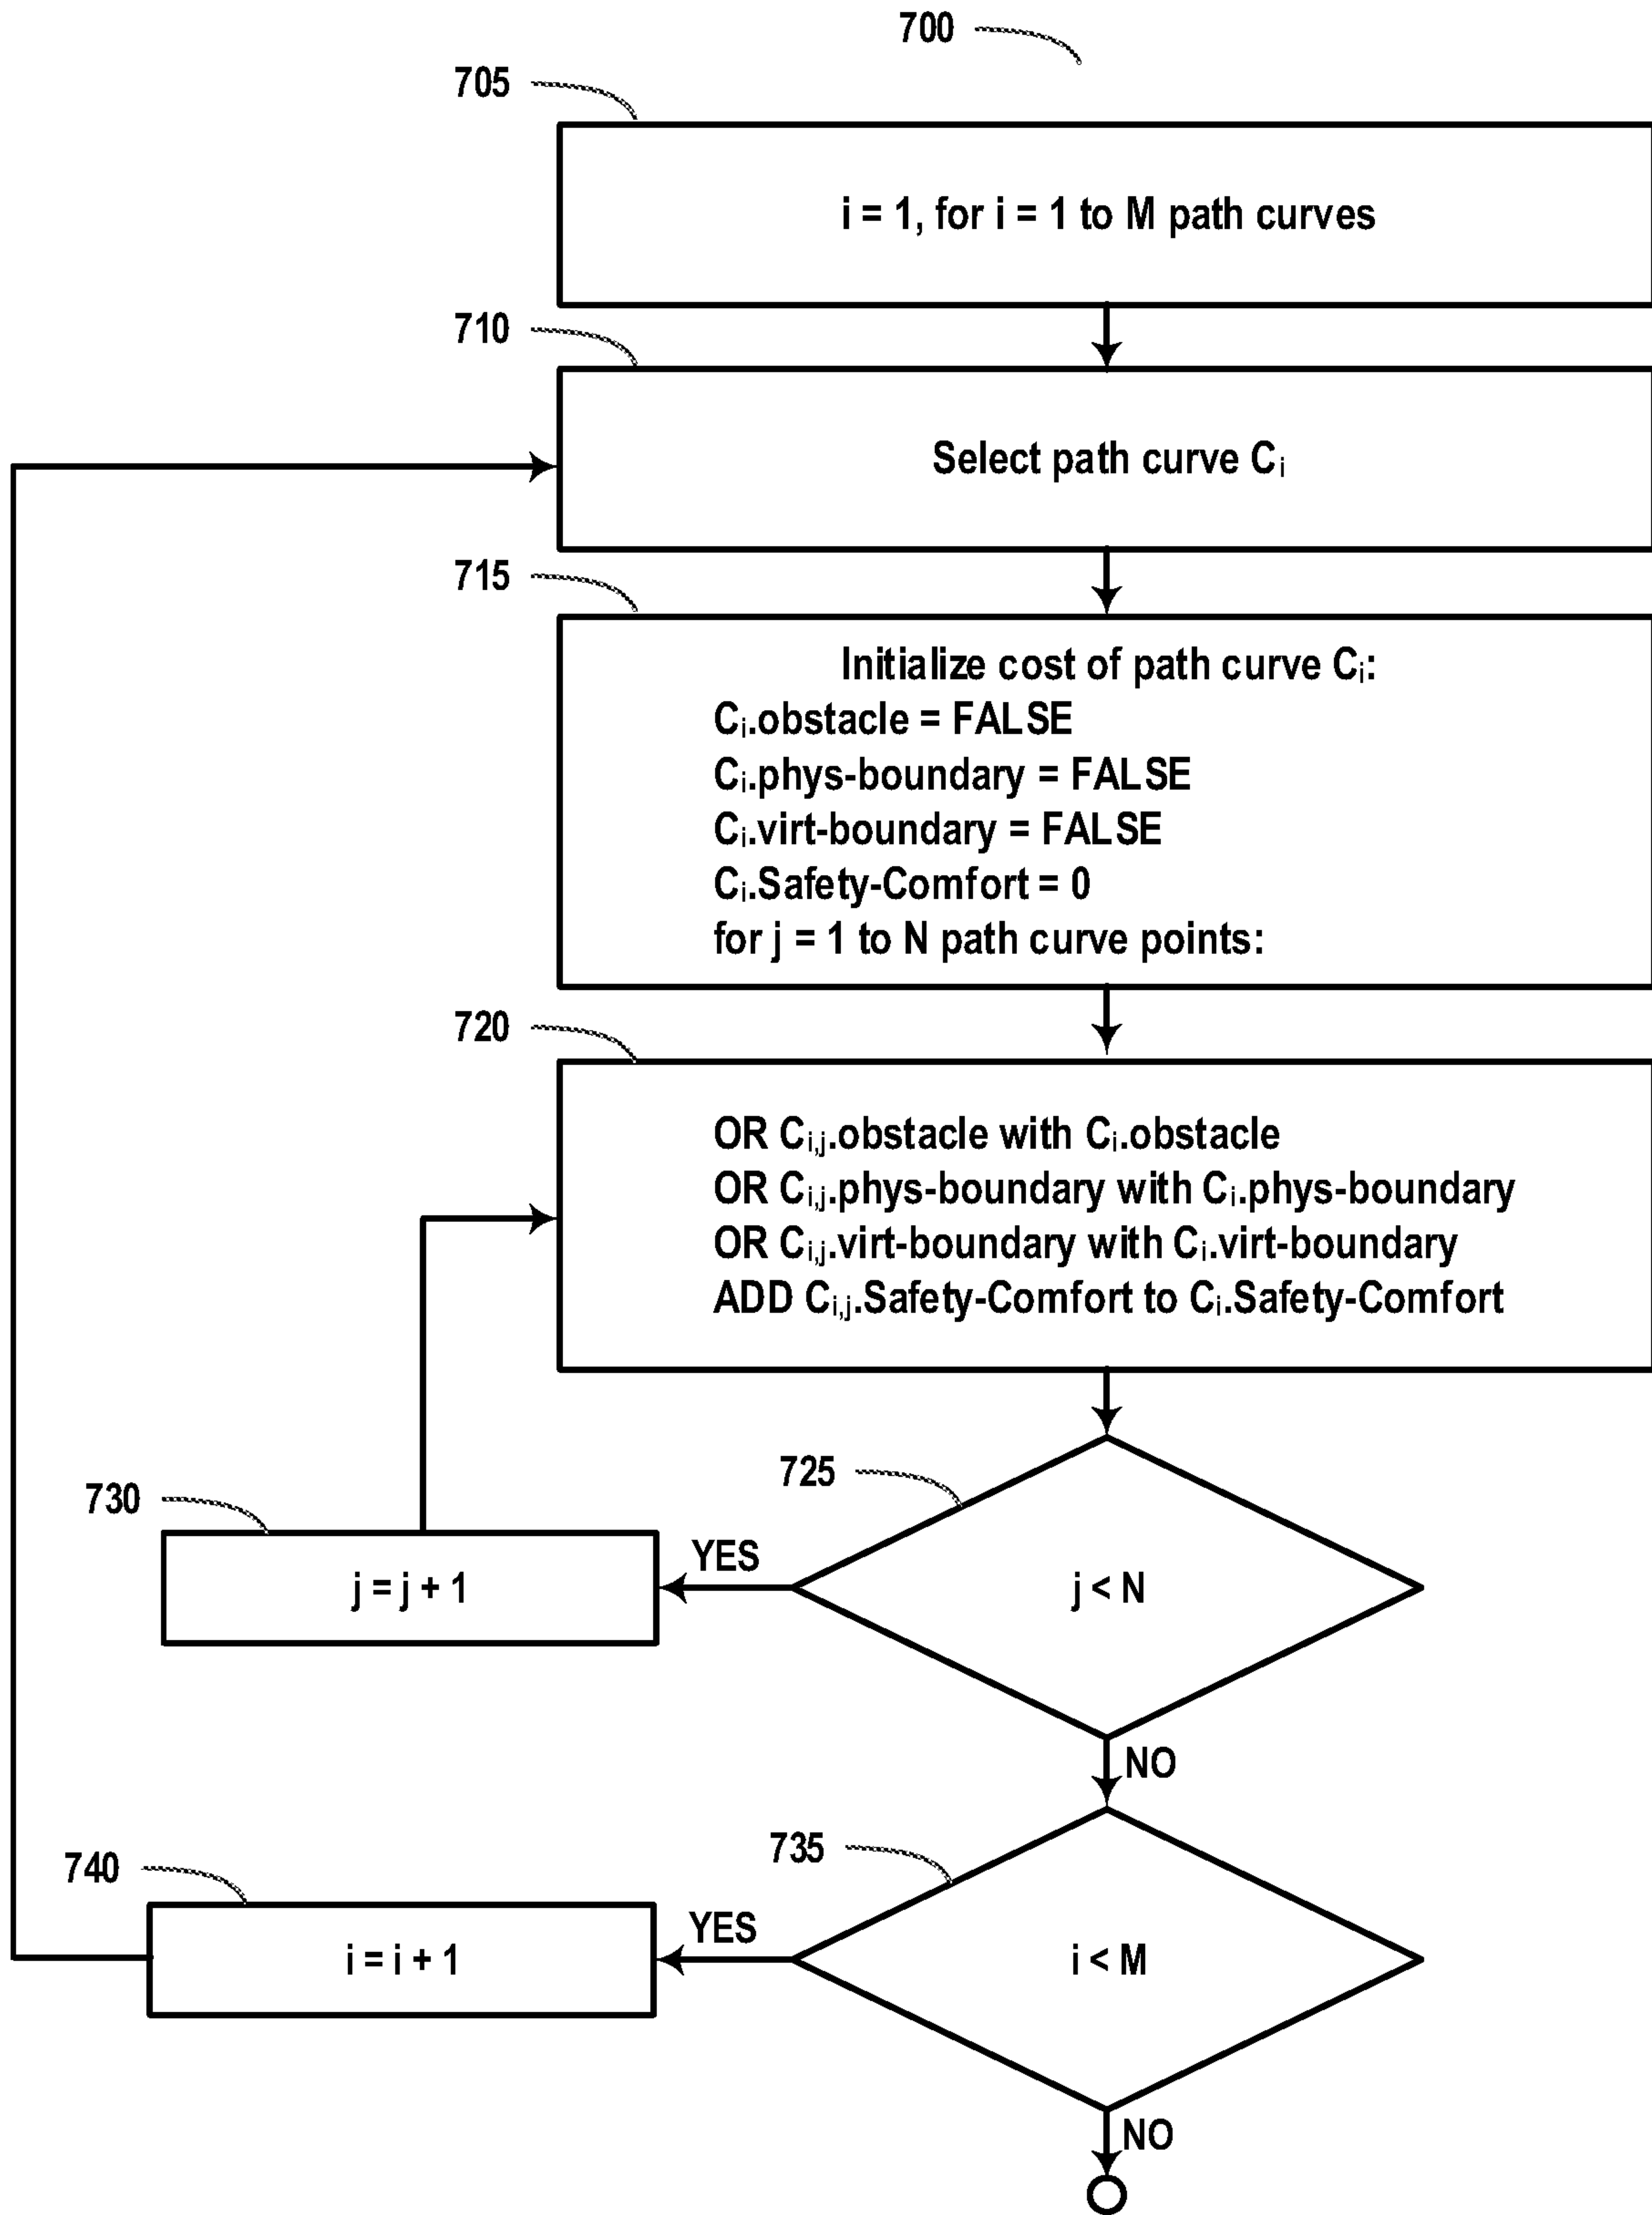 700
705
i = 1, for i = 1 to M path curves
710
Select path curve Ci
715
Initialize cost of path curve Ci:
Ci.obstacle = FALSE
Ci.phys-boundary = FALSE
Ci.virt-boundary = FALSE
Ci.Safety-Comfort = 0
for j = 1 to N path curve points:
720
OR Ci,j.obstacle with Ci.obstacle
OR Ci,j.phys-boundary with Ci.phys-boundary
OR Ci,j.virt-boundary with Ci.virt-boundary
ADD Ci,j.Safety-Comfort to Ci.Safety-Comfort
725
730
YES
j = j + 1
j < N
NO
735
740
YES
i = i + 1
i < M
NO